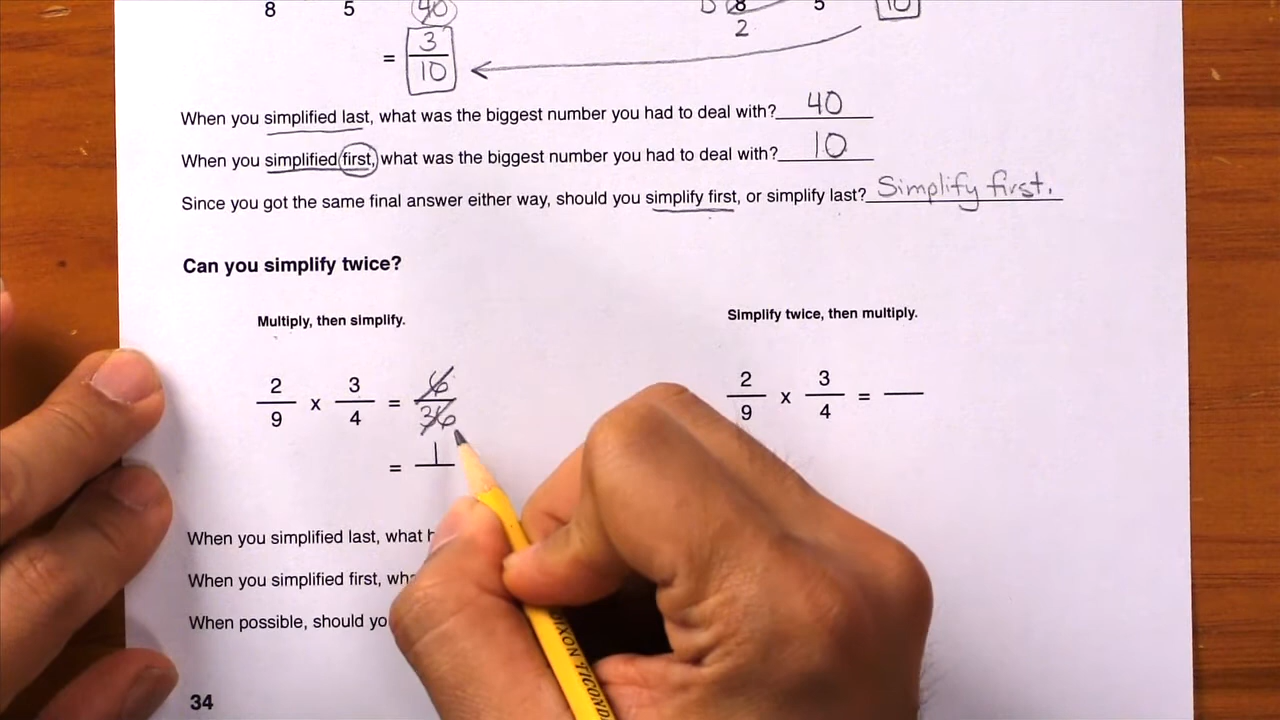 8 5 40 8 5 10
2
= 3/10
When you simplified last, what was the biggest number you had to deal with? 40
When you simplified first, what was the biggest number you had to deal with? 10
Since you got the same final answer either way, should you simplify first, or simplify last? Simplify first.
Can you simplify twice?
Multiply, then simplify. Simplify twice, then multiply.
2/9 x 3/4 = 6/36 2/9 x 3/4 =
= 1
When you simplified last, what
When you simplified first,
When possible, should
DIXON TICOND
34